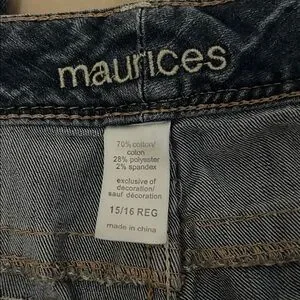 maurices
70% cotton/
coton
28% polyester
2% spandex
exclusive of
decoration/
sauf décoration
15/16 REG
made in china